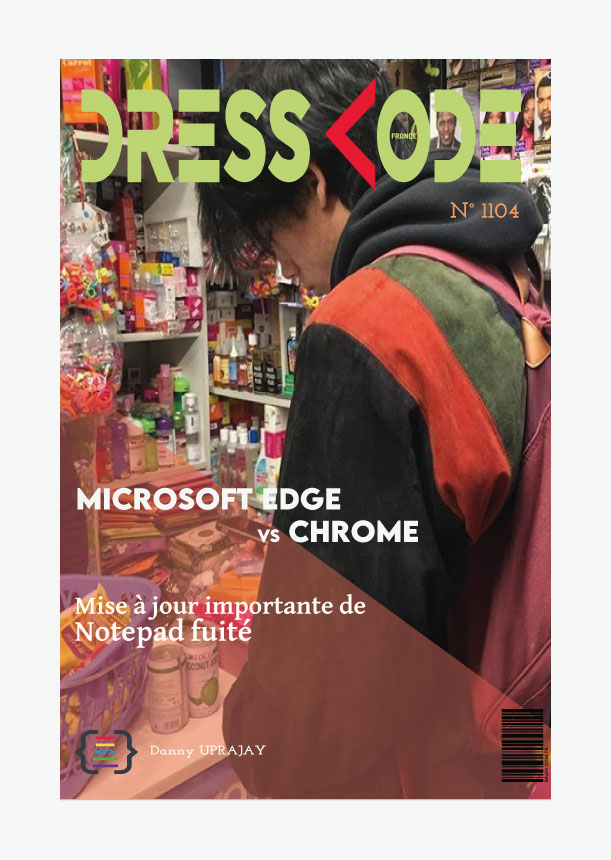 DRESS CODE
FRANCE
N° 1104
MICROSOFT EDGE
vs CHROME
Mise à jour importante de
Notepad fuité
Danny UPRAJAY